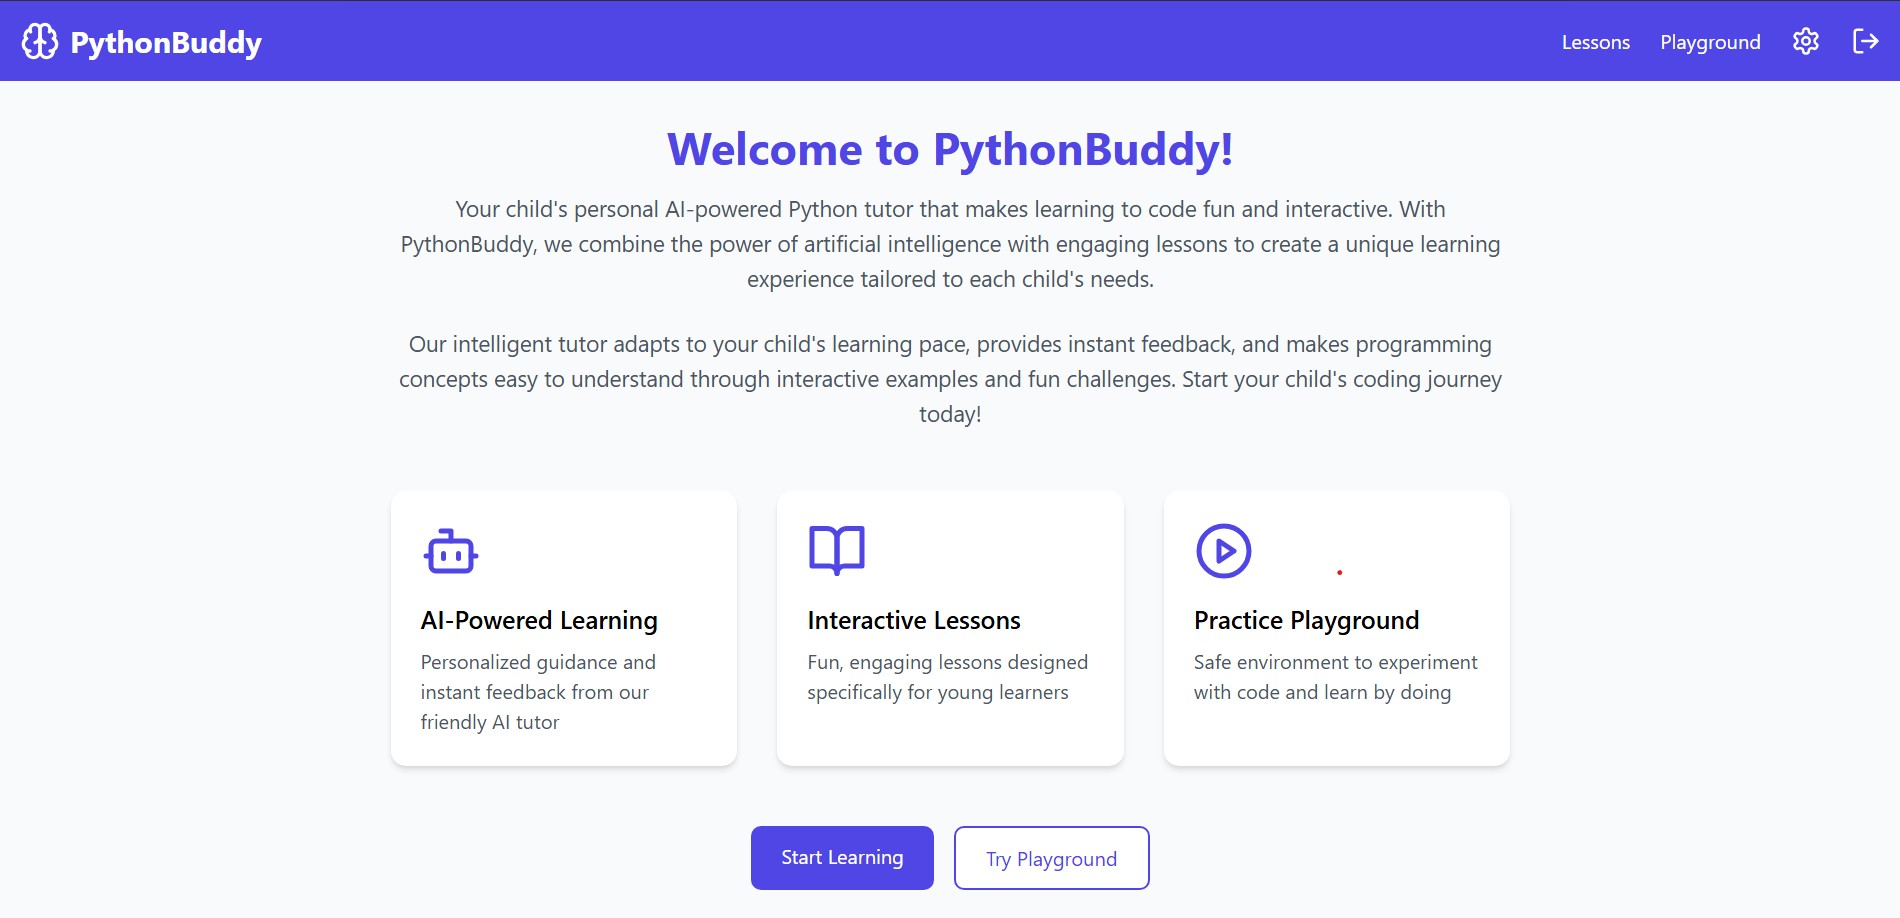 PythonBuddy
Lessons
Playground
Welcome to PythonBuddy!
Your child's personal AI-powered Python tutor that makes learning to code fun and interactive. With
PythonBuddy, we combine the power of artificial intelligence with engaging lessons to create a unique learning
experience tailored to each child's needs.
Our intelligent tutor adapts to your child's learning pace, provides instant feedback, and makes programming
concepts easy to understand through interactive examples and fun challenges. Start your child's coding journey
today!
AI-Powered Learning
Personalized guidance and
instant feedback from our
friendly AI tutor
Interactive Lessons
Fun, engaging lessons designed
specifically for young learners
Practice Playground
Safe environment to experiment
with code and learn by doing
Start Learning
Try Playground